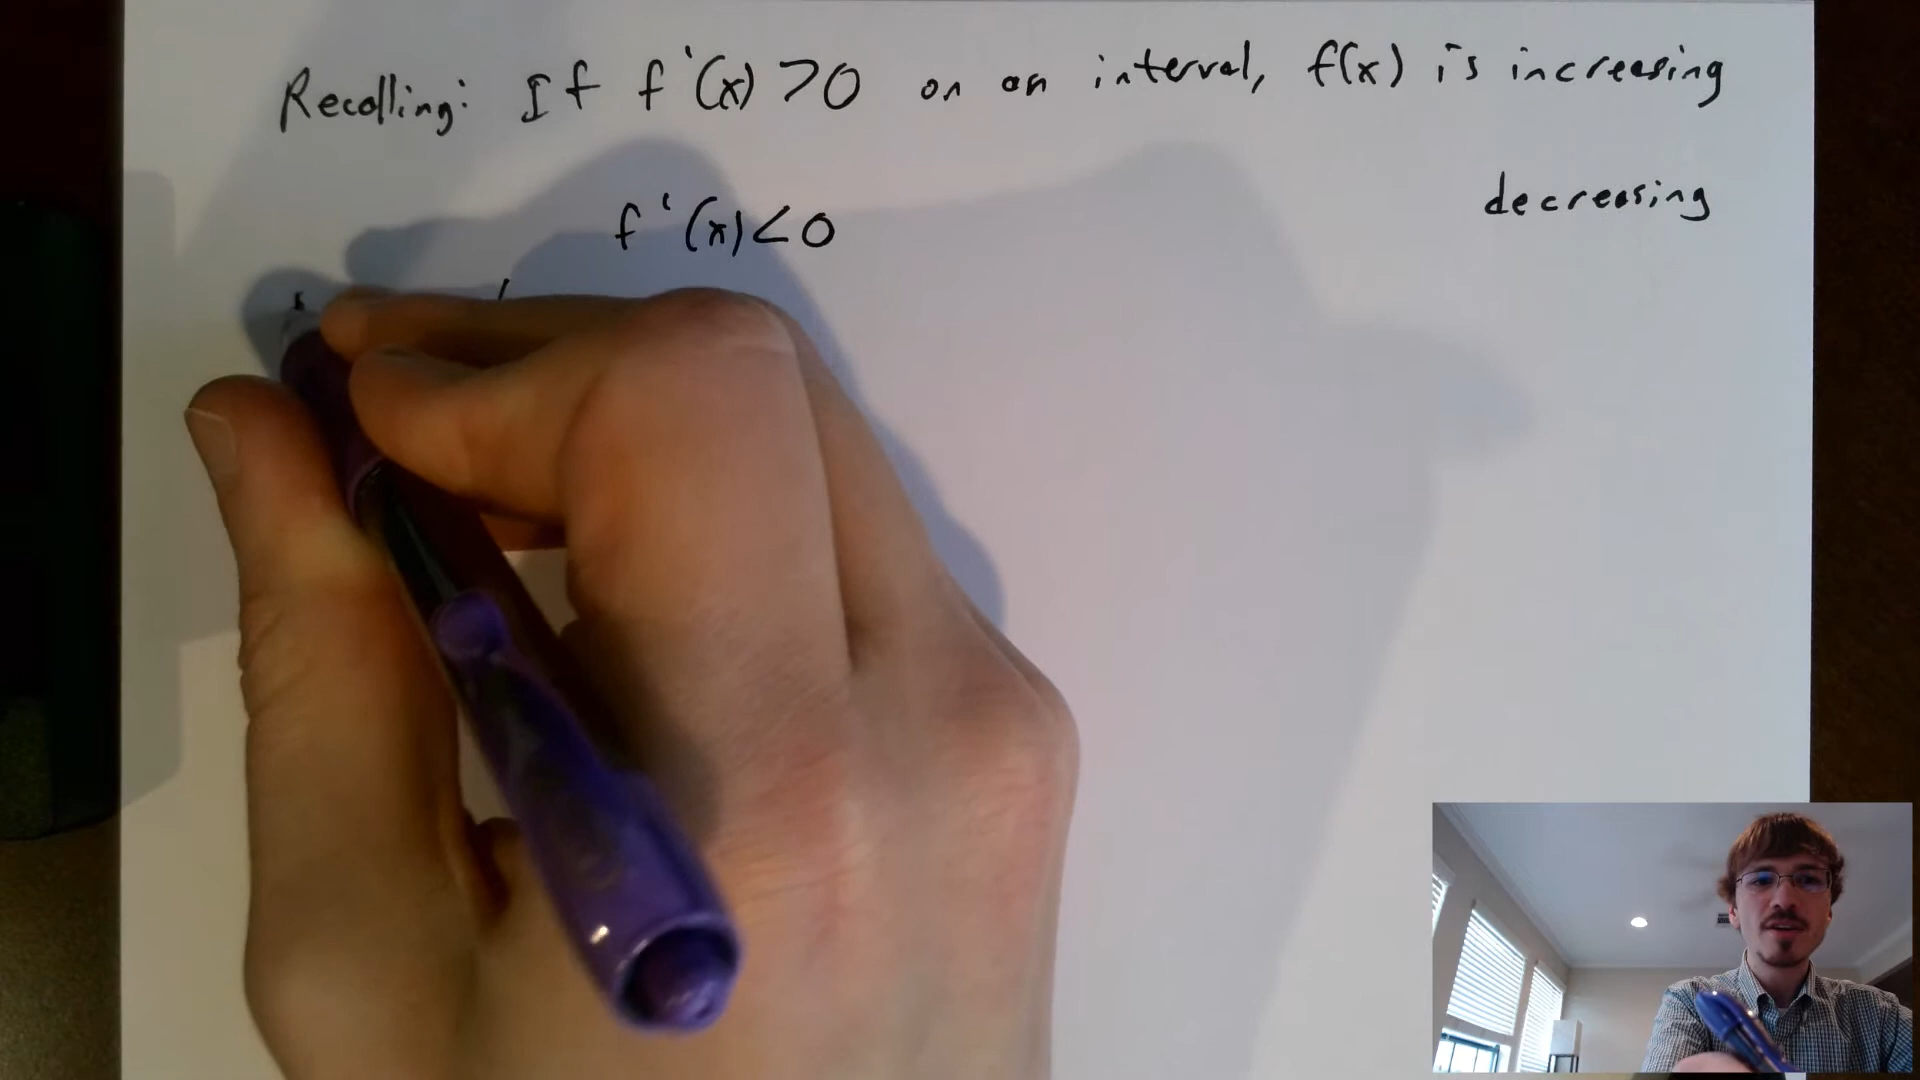 Recalling: If f'(x) >0 on an interval, f(x) is increasing
f'(x)<0 decreasing